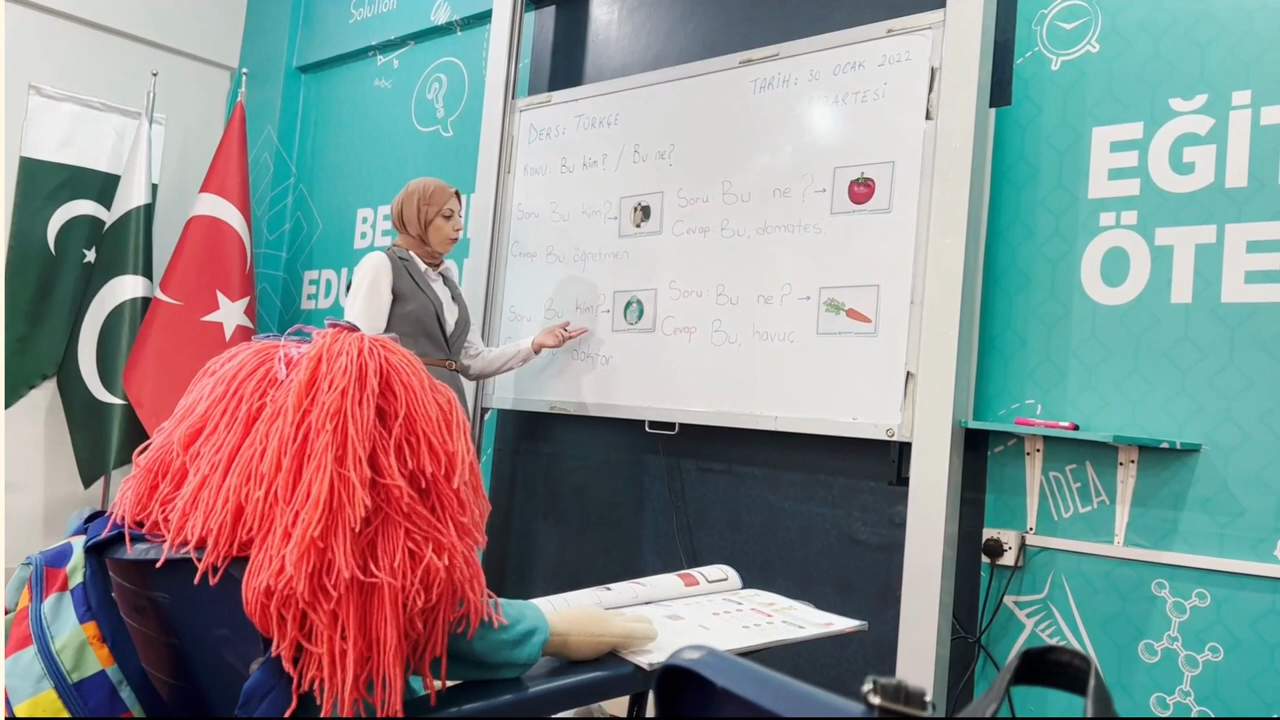 Solution
abc
?
BE
EDU
TARİH: 30 OCAK 2022
DERS: TÜRKÇE
KONU: Bu kim? / Bu ne?
Soru: Bu kim?→
Cevap: Bu, öğretmen
Soru: Bu ne?→
Cevap: Bu, domates.
Soru: Bu kim?→
doktor
Soru: Bu ne?→
Cevap: Bu, havuç
EĞİT
ÖTE
IDEA